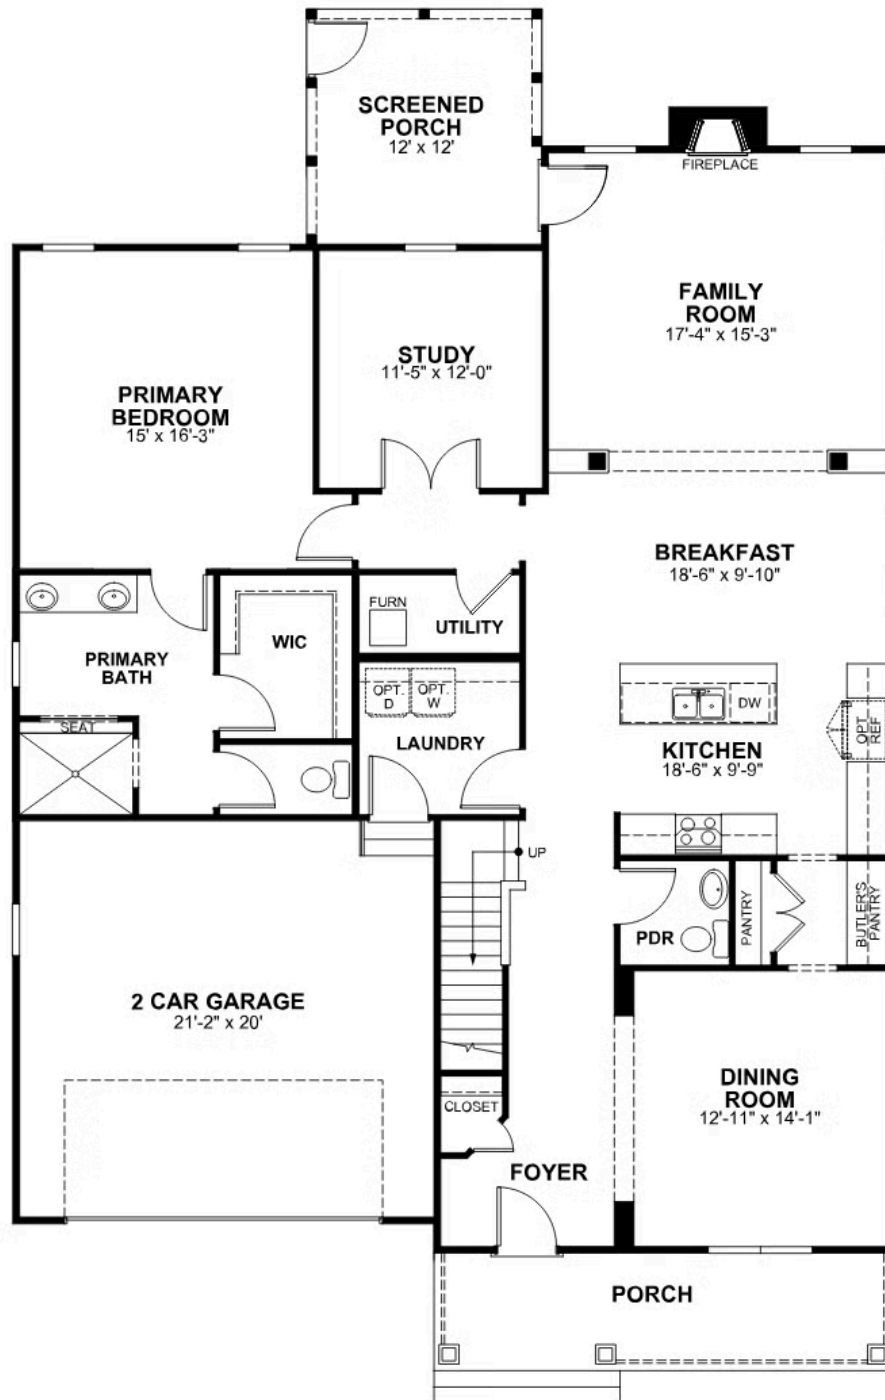 SCREENED
PORCH
12' x 12'
FIREPLACE
FAMILY
ROOM
17'-4" x 15'-3"
STUDY
11'-5" x 12'-0"
PRIMARY
BEDROOM
15' x 16'-3"
BREAKFAST
18'-6" x 9'-10"
FURN
UTILITY
WIC
PRIMARY
BATH
OPT.
D
OPT.
W
DW
OPT
REF
SEAT
LAUNDRY
KITCHEN
18'-6" x 9'-9"
UP
PDR
PANTRY
BUTLER'S
PANTRY
2 CAR GARAGE
21'-2" x 20'
DINING
ROOM
12'-11" x 14'-1"
CLOSET
FOYER
PORCH